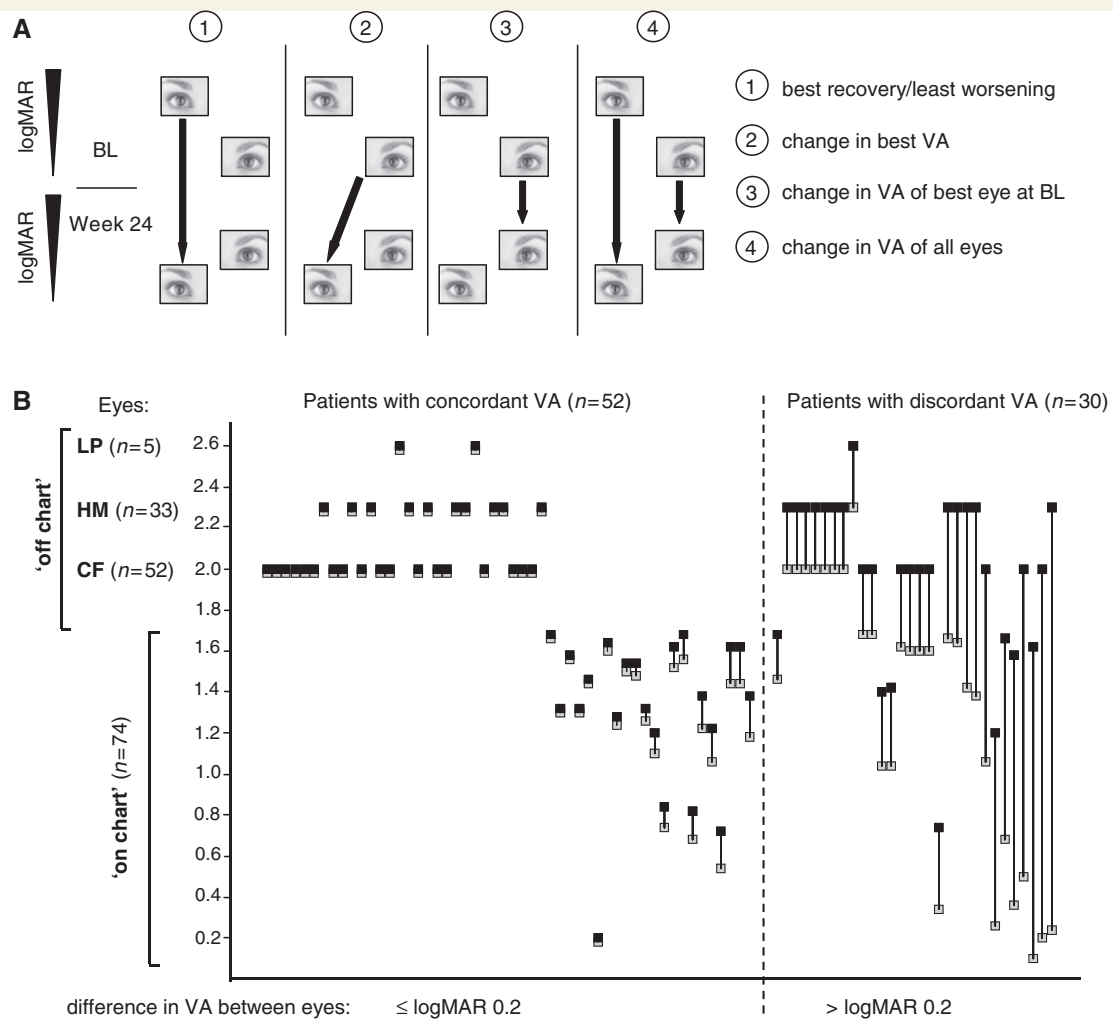 A
1 2 3 4
logMAR
BL
Week 24
logMAR
1 best recovery/least worsening
2 change in best VA
3 change in VA of best eye at BL
4 change in VA of all eyes
B
Eyes:
Patients with concordant VA (n=52)
Patients with discordant VA (n=30)
'off chart'
LP (n=5)
HM (n=33)
CF (n=52)
'on chart' (n=74)
2.6
2.4
2.2
2.0
1.8
1.6
1.4
1.2
1.0
0.8
0.6
0.4
0.2
difference in VA between eyes: ≤ logMAR 0.2 > logMAR 0.2